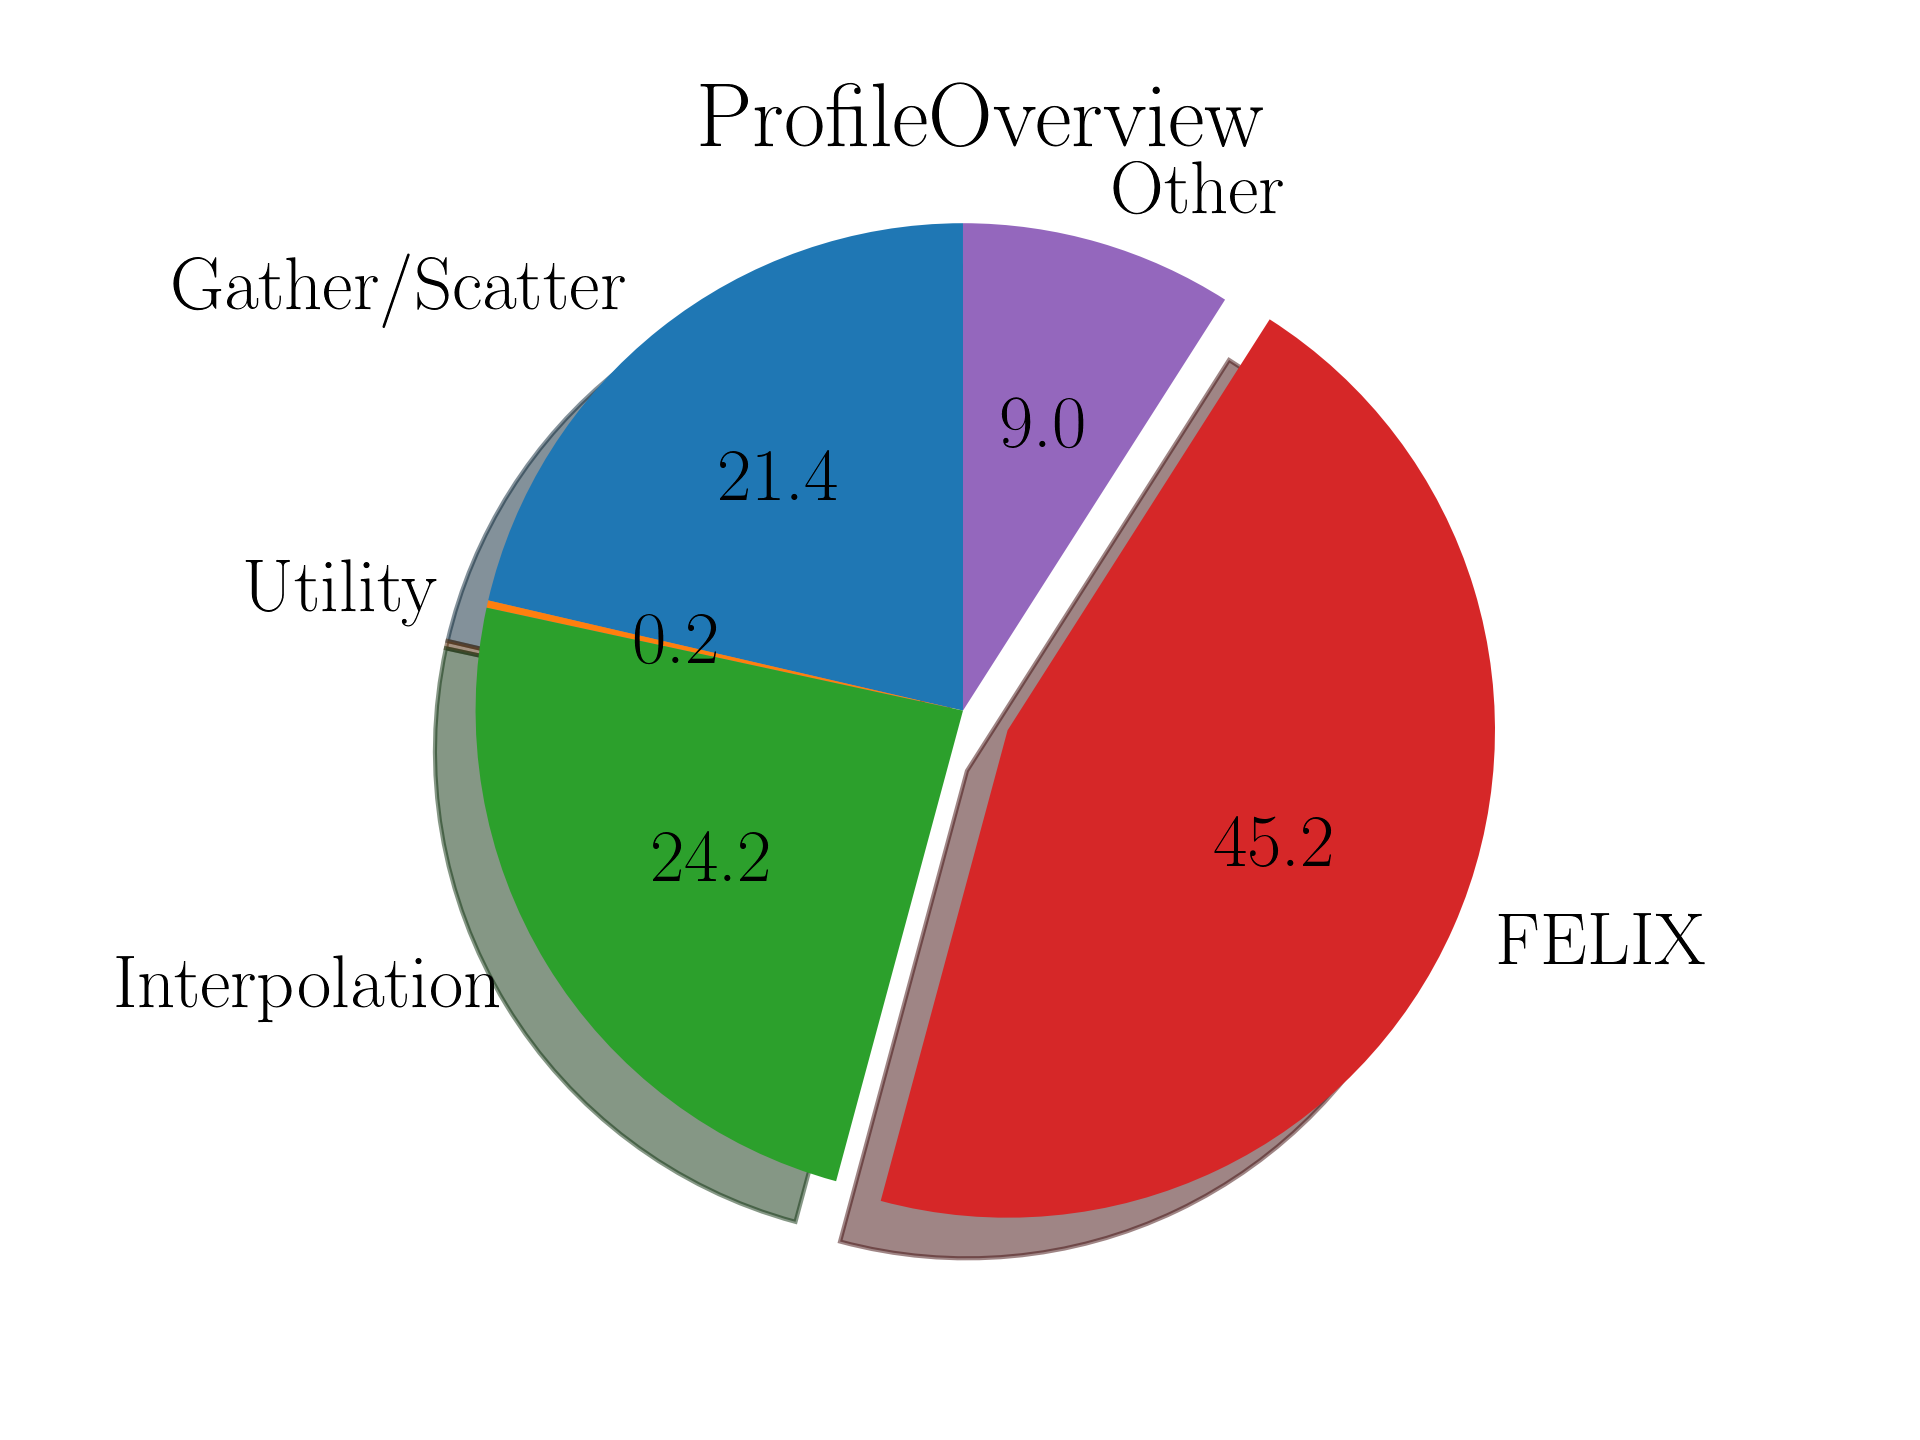 ProfileOverview
Other
Gather/Scatter
9.0
21.4
Utility
0.2
45.2
24.2
FELIX
Interpolation